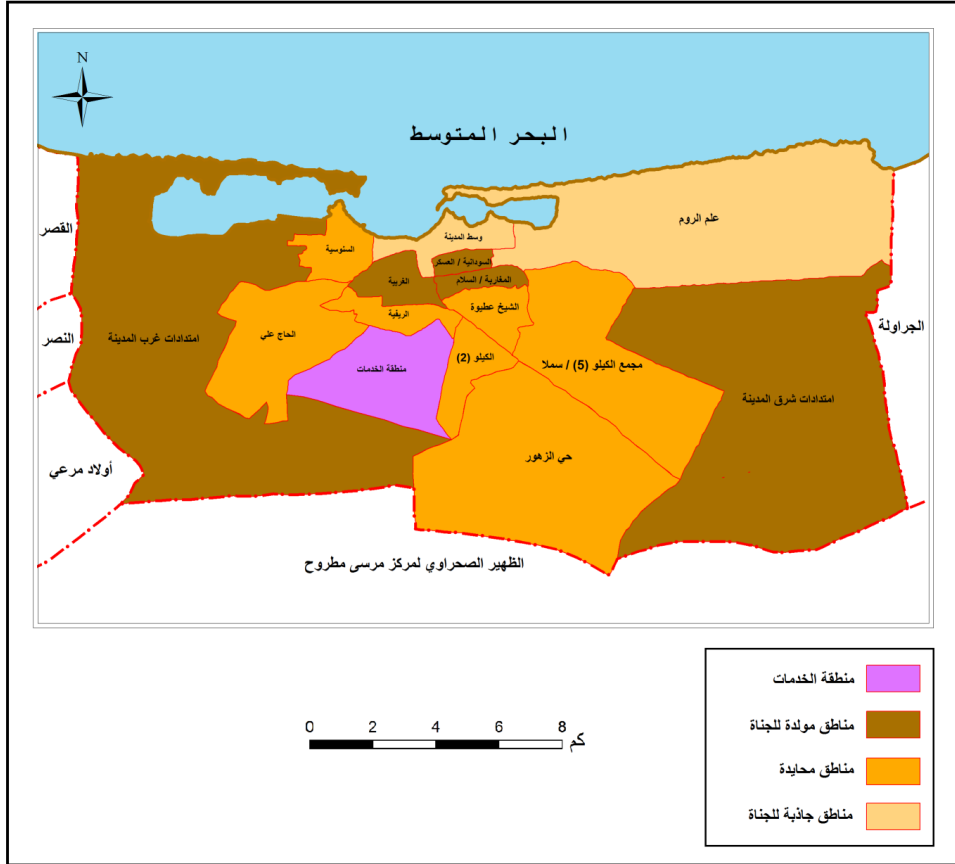 N
البحر المتوسط
علم الروم
القصر
وسط المدينة
السنوسية
السودانية / العسكر
المغاربة / السلام
الغربية
الشيخ عطيوة
الريفية
الجراولة
النصر
امتدادات غرب المدينة
الحاج علي
الكيلو (2)
مجمع الكيلو (5) / سملا
منطقة الخدمات
امتدادات شرق المدينة
حي الزهور
أولاد مرعي
الظهير الصحراوي لمركز مرسى مطروح
منطقة الخدمات
مناطق مولدة للجناة
مناطق محايدة
مناطق جاذبة للجناة
0 2 4 6 8
كم